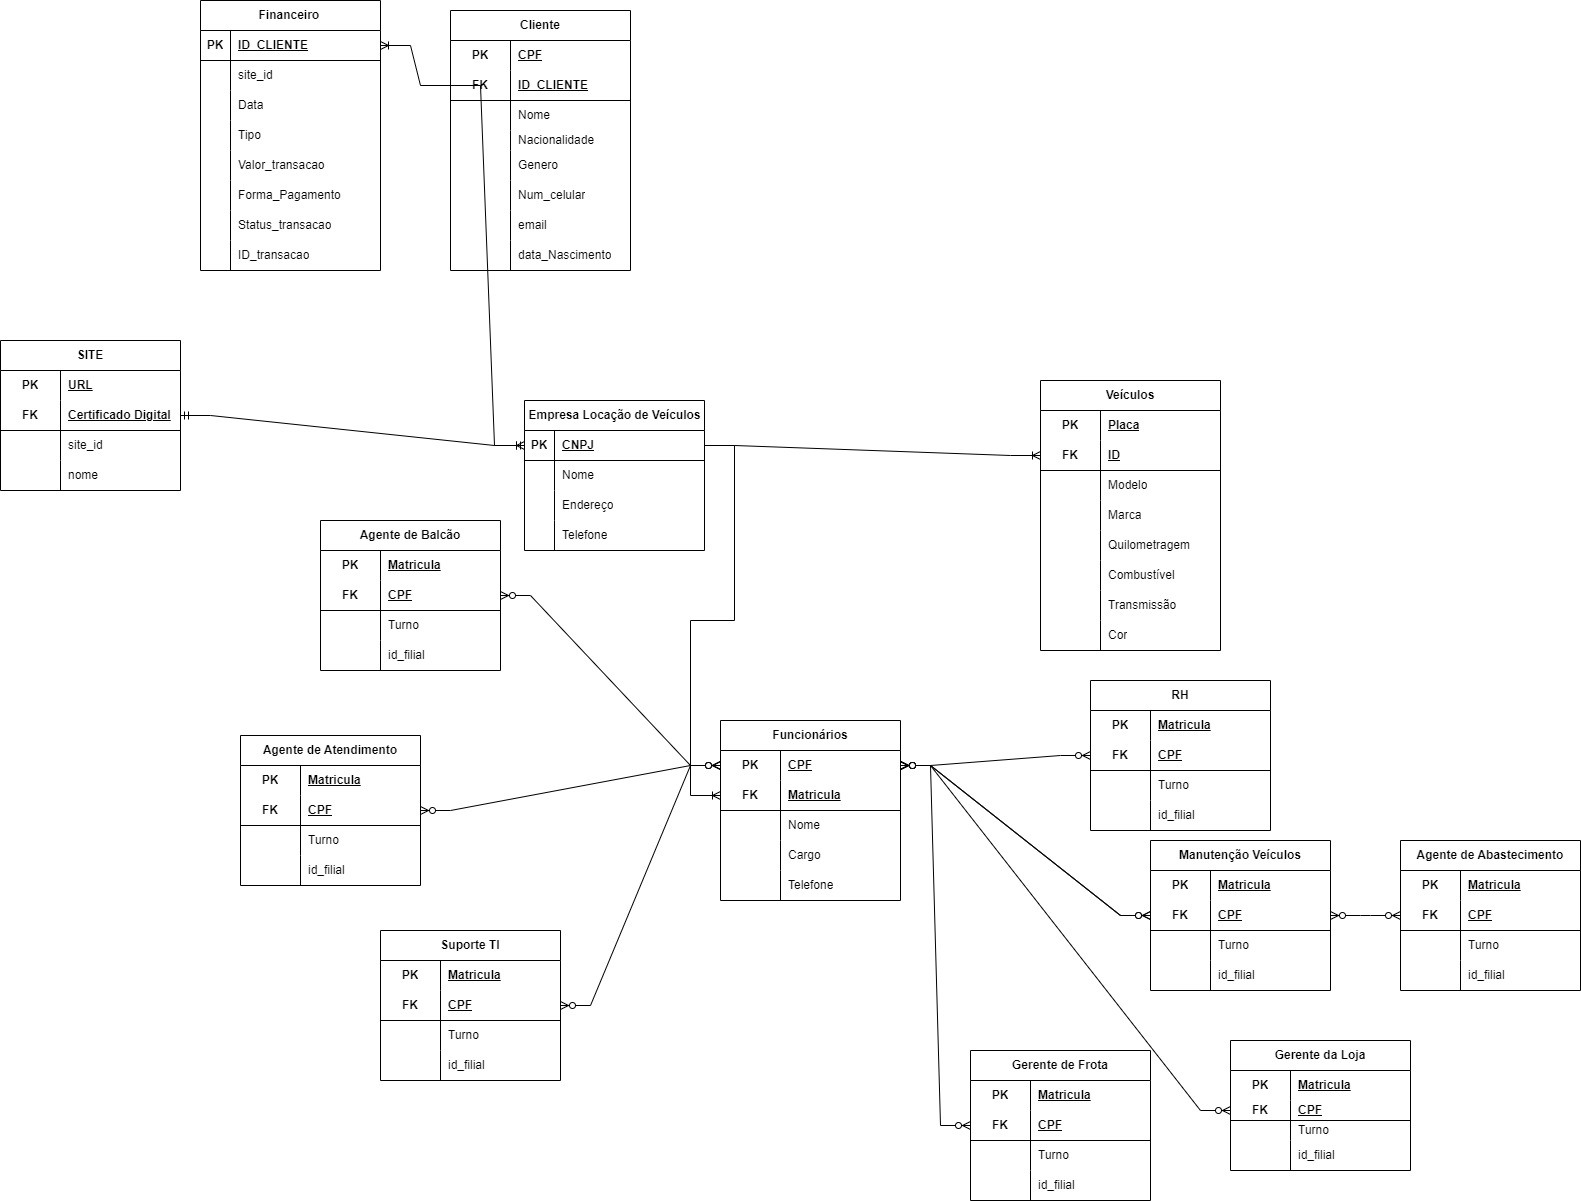 Financeiro
PK ID_CLIENTE
site_id
Data
Tipo
Valor_transacao
Forma_Pagamento
Status_transacao
ID_transacao
Cliente
PK CPF
FK ID_CLIENTE
Nome
Nacionalidade
Genero
Num_celular
email
data_Nascimento
SITE
PK URL
FK Certificado Digital
site_id
nome
Empresa Locação de Veículos
PK CNPJ
Nome
Endereço
Telefone
Veículos
PK Placa
FK ID
Modelo
Marca
Quilometragem
Combustível
Transmissão
Cor
Agente de Balcão
PK Matricula
FK CPF
Turno
id_filial
Agente de Atendimento
PK Matricula
FK CPF
Turno
id_filial
Funcionários
PK CPF
FK Matricula
Nome
Cargo
Telefone
RH
PK Matricula
FK CPF
Turno
id_filial
Manutenção Veículos
PK Matricula
FK CPF
Turno
id_filial
Agente de Abastecimento
PK Matricula
FK CPF
Turno
id_filial
Suporte TI
PK Matricula
FK CPF
Turno
id_filial
Gerente de Frota
PK Matricula
FK CPF
Turno
id_filial
Gerente da Loja
PK Matricula
FK CPF
Turno
id_filial